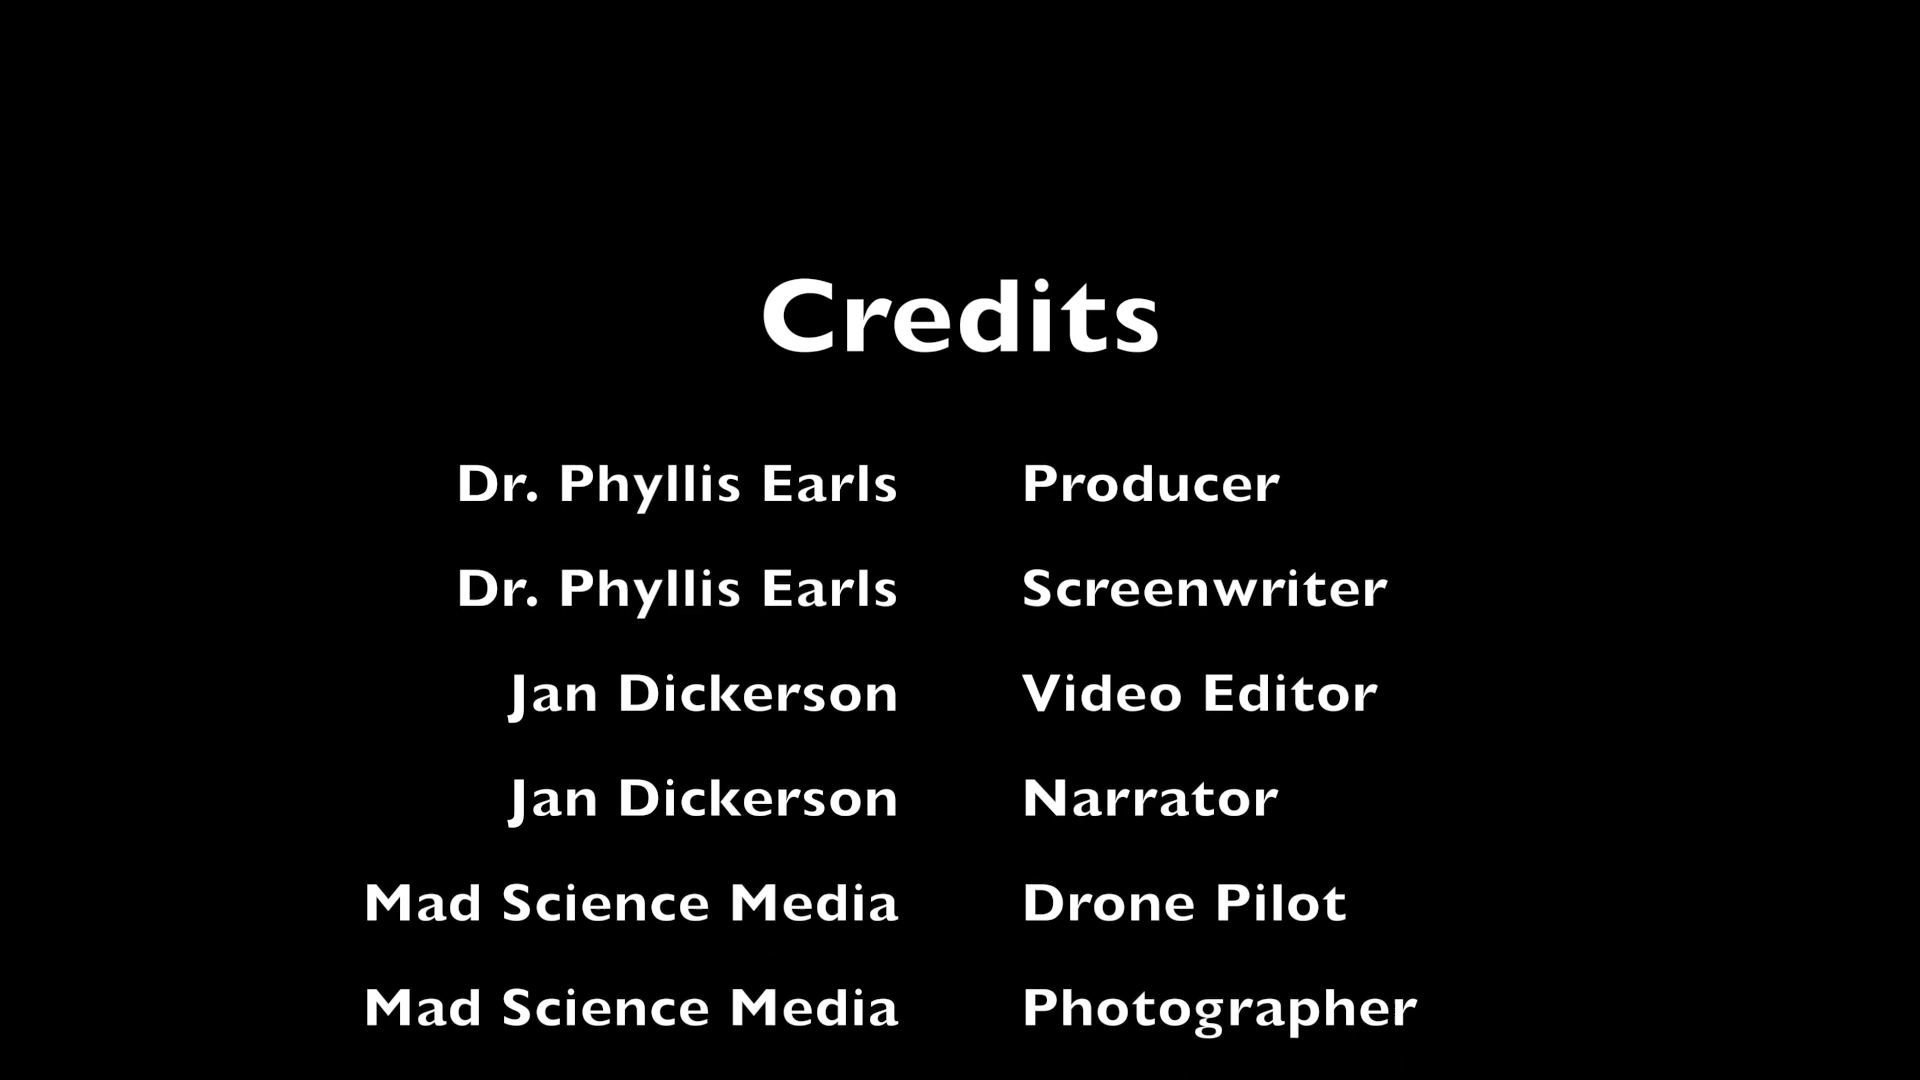 Credits
Dr. Phyllis Earls Producer
Dr. Phyllis Earls Screenwriter
Jan Dickerson Video Editor
Jan Dickerson Narrator
Mad Science Media Drone Pilot
Mad Science Media Photographer